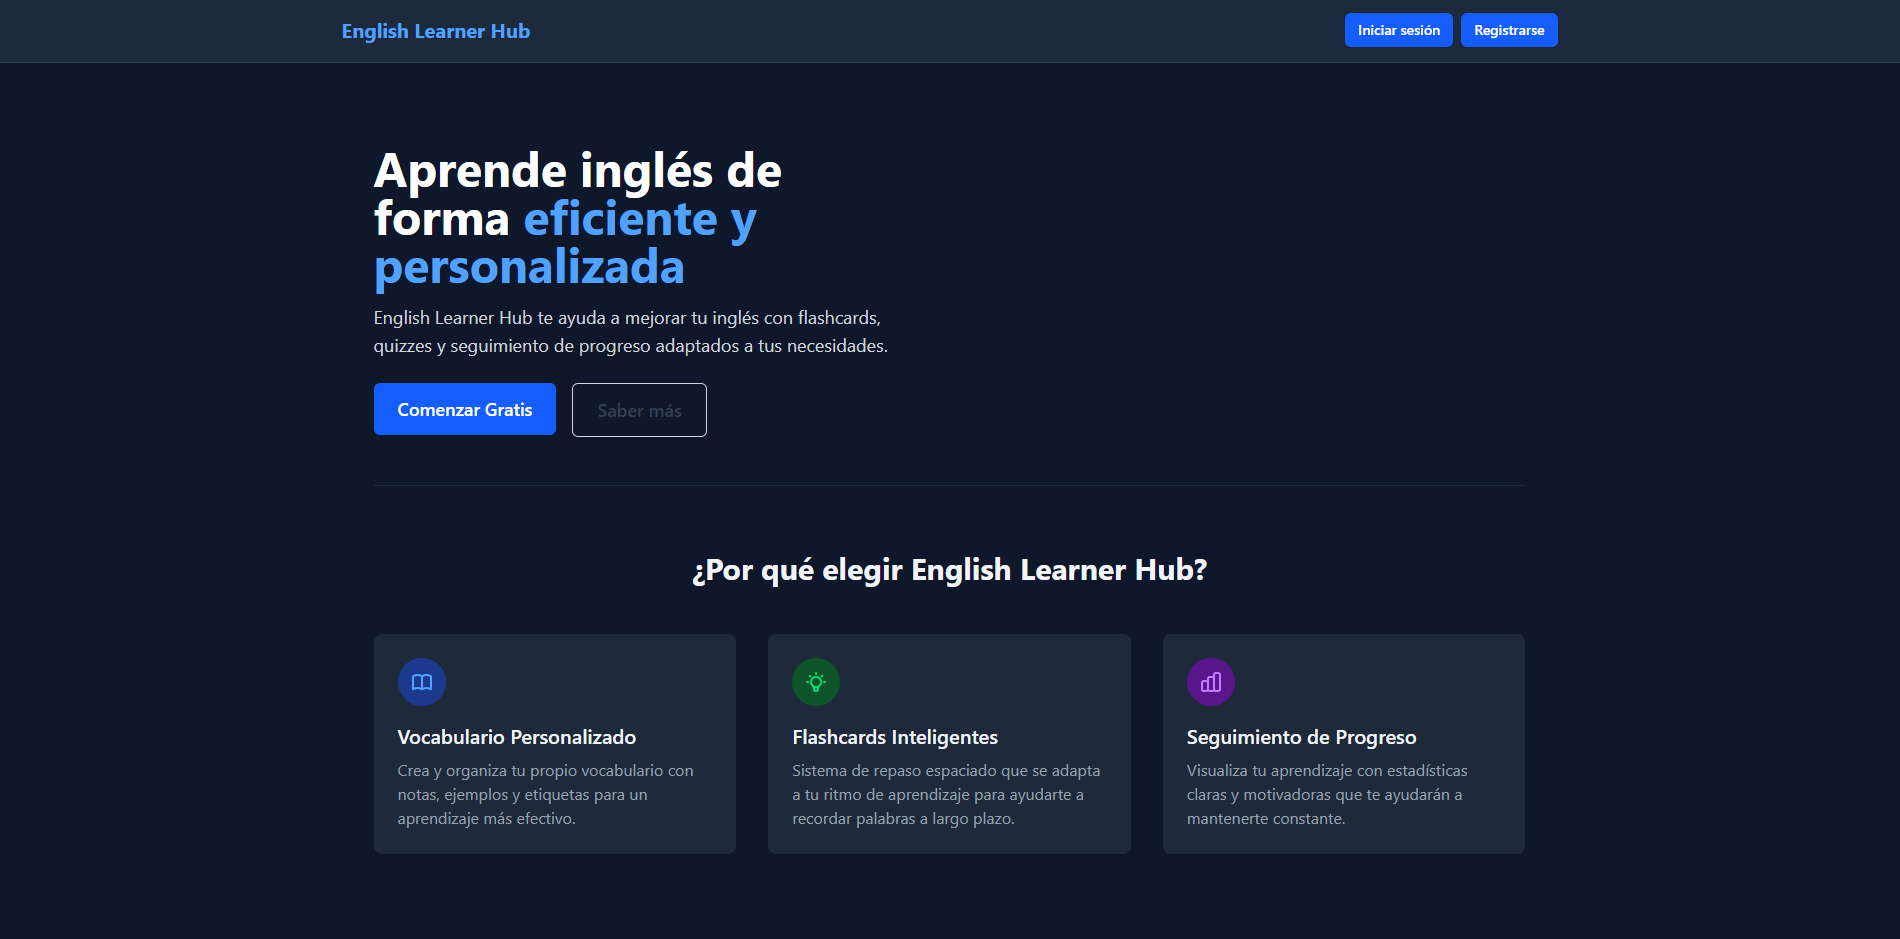 English Learner Hub
Iniciar sesión
Registrarse
Aprende inglés de
forma eficiente y
personalizada
English Learner Hub te ayuda a mejorar tu inglés con flashcards,
quizzes y seguimiento de progreso adaptados a tus necesidades.
Comenzar Gratis
Saber más
¿Por qué elegir English Learner Hub?
Vocabulario Personalizado
Crea y organiza tu propio vocabulario con
notas, ejemplos y etiquetas para un
aprendizaje más efectivo.
Flashcards Inteligentes
Sistema de repaso espaciado que se adapta
a tu ritmo de aprendizaje para ayudarte a
recordar palabras a largo plazo.
Seguimiento de Progreso
Visualiza tu aprendizaje con estadísticas
claras y motivadoras que te ayudarán a
mantenerte constante.